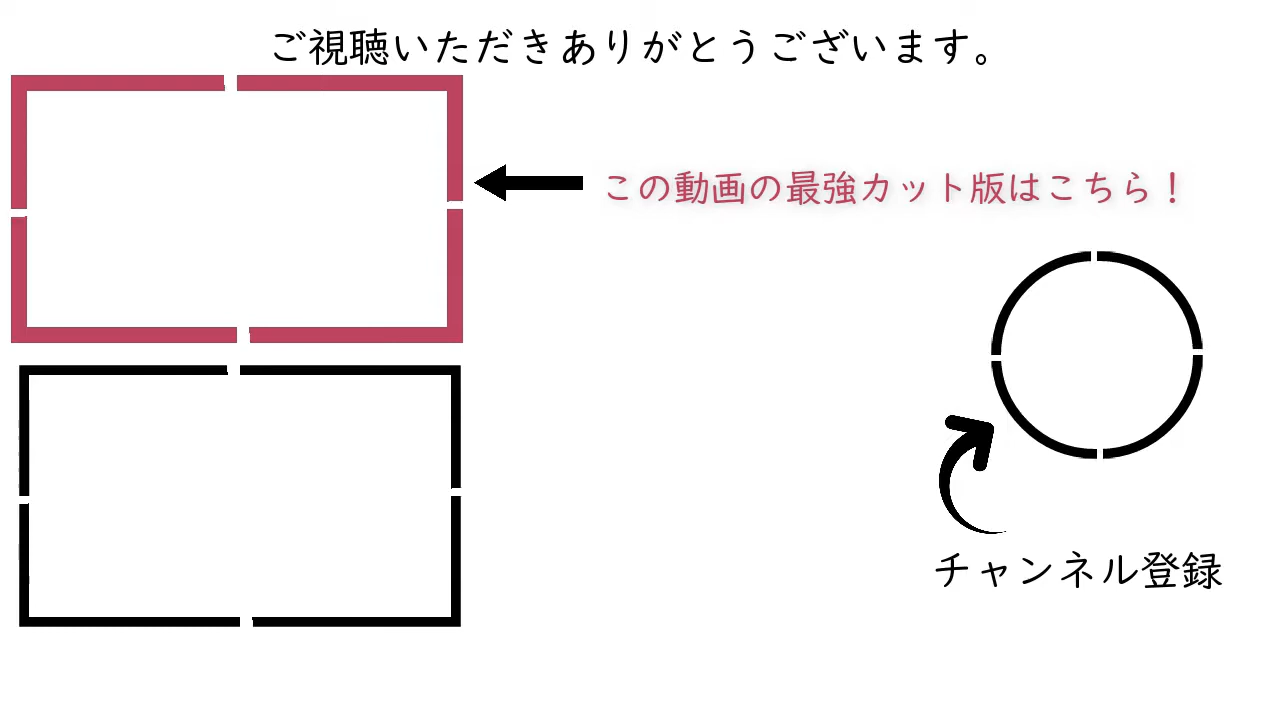 ご視聴いただきありがとうございます。
この動画の最強カット版はこちら！
チャンネル登録